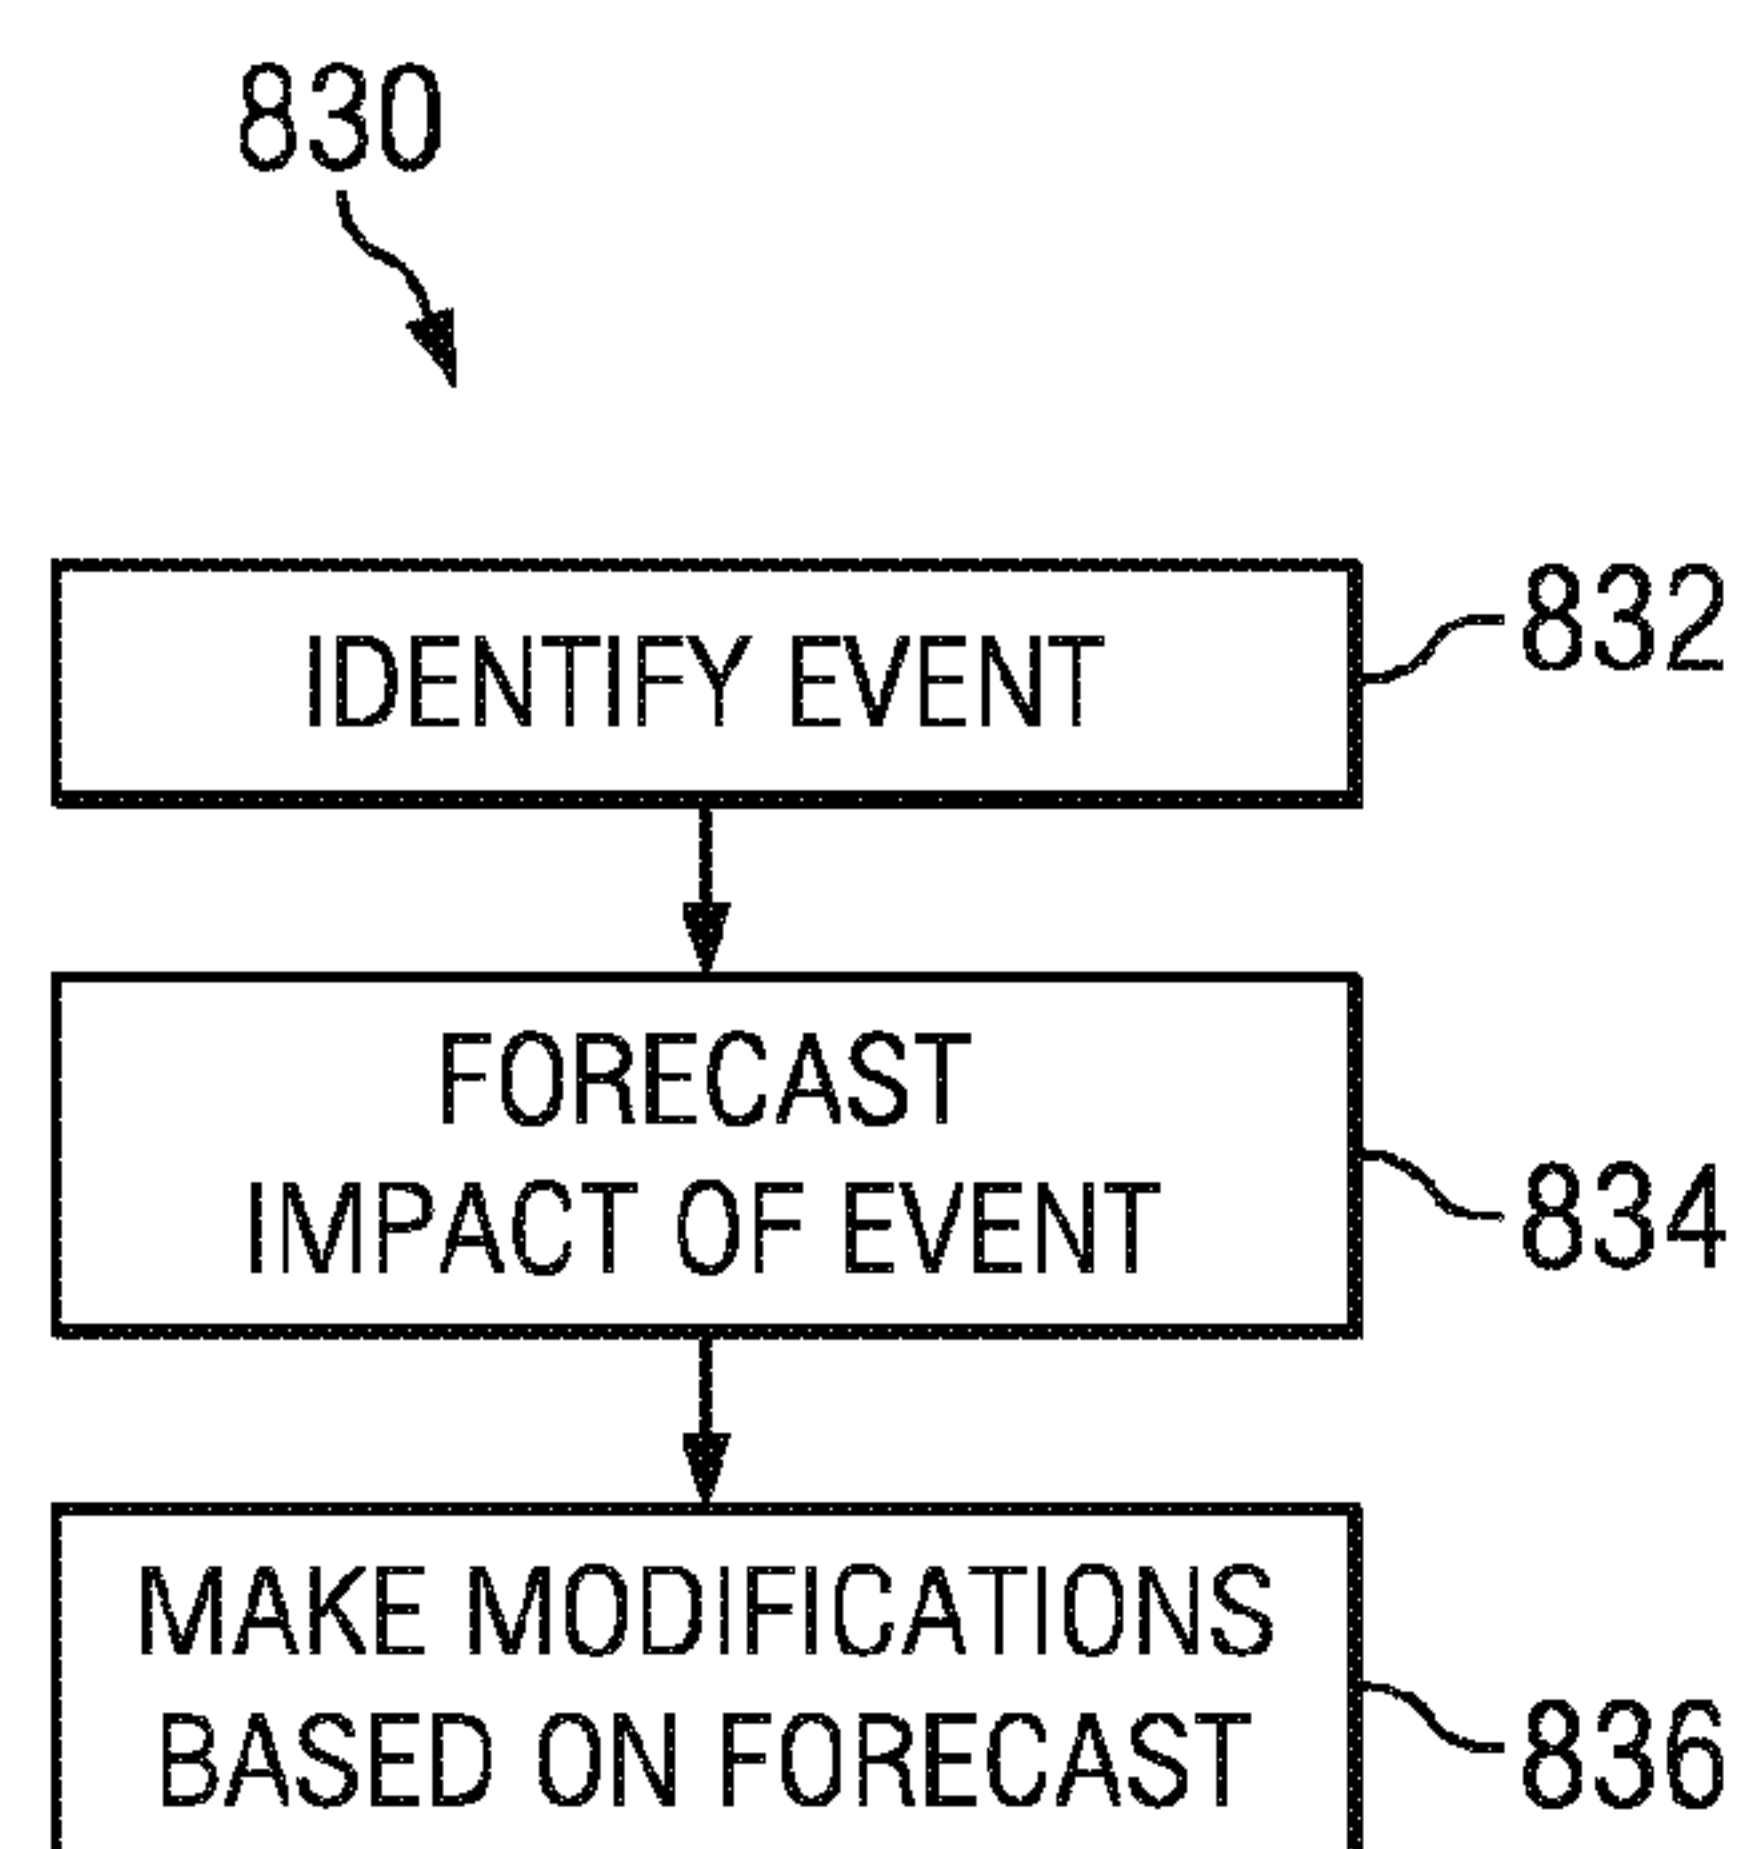 830
IDENTIFY EVENT
832
FORECAST
IMPACT OF EVENT
834
MAKE MODIFICATIONS
BASED ON FORECAST
836